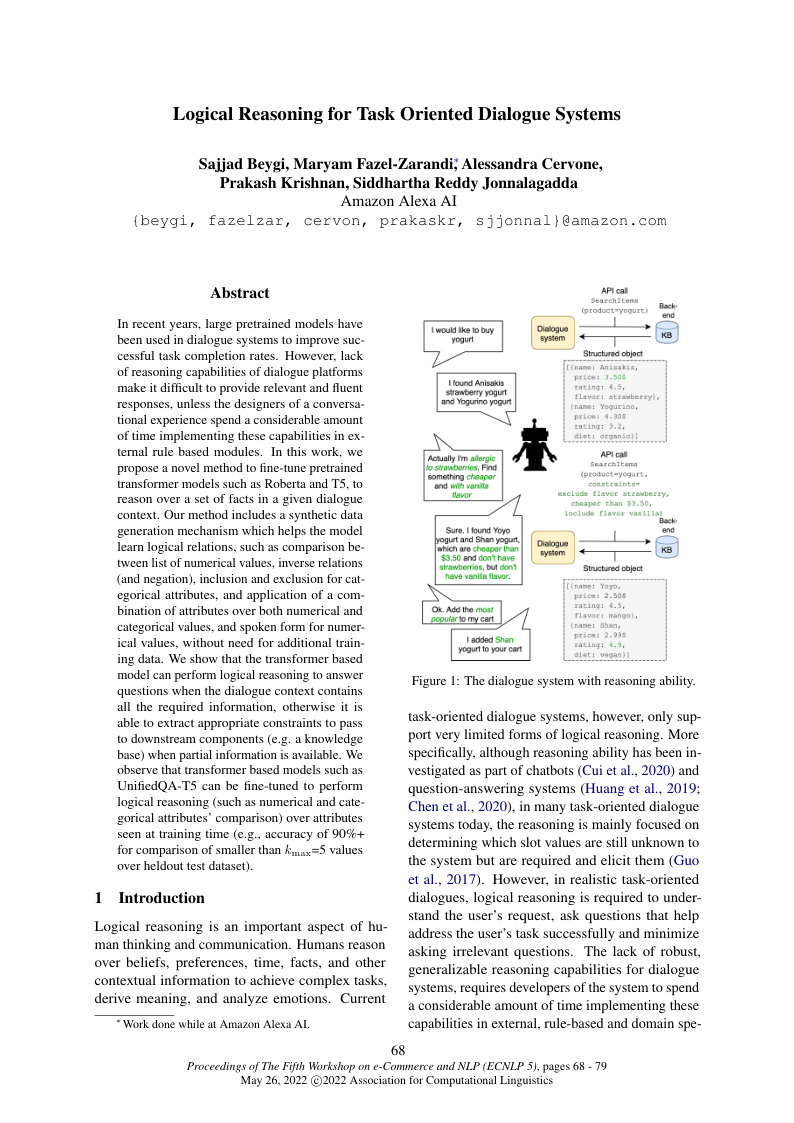 Logical Reasoning for Task Oriented Dialogue Systems
Sajjad Beygi, Maryam Fazel-Zarandi,* Alessandra Cervone,
Prakash Krishnan, Siddhartha Reddy Jonnalagadda
Amazon Alexa AI
{beygi, fazelzar, cervon, prakaskr, sjjonnal}@amazon.com
Abstract
In recent years, large pretrained models have
been used in dialogue systems to improve suc-
cessful task completion rates. However, lack
of reasoning capabilities of dialogue platforms
make it difficult to provide relevant and fluent
responses, unless the designers of a conversa-
tional experience spend a considerable amount
of time implementing these capabilities in ex-
ternal rule based modules. In this work, we
propose a novel method to fine-tune pretrained
transformer models such as Roberta and T5, to
reason over a set of facts in a given dialogue
context. Our method includes a synthetic data
generation mechanism which helps the model
learn logical relations, such as comparison be-
tween list of numerical values, inverse relations
(and negation), inclusion and exclusion for cat-
egorical attributes, and application of a com-
bination of attributes over both numerical and
categorical values, and spoken form for numer-
ical values, without need for additional train-
ing data. We show that the transformer based
model can perform logical reasoning to answer
questions when the dialogue context contains
all the required information, otherwise it is
able to extract appropriate constraints to pass
to downstream components (e.g. a knowledge
base) when partial information is available. We
observe that transformer based models such as
UnifiedQA-T5 can be fine-tuned to perform
logical reasoning (such as numerical and cate-
gorical attributes' comparison) over attributes
seen at training time (e.g., accuracy of 90%+
for comparison of smaller than kmax=5 values
over heldout test dataset).
1 Introduction
Logical reasoning is an important aspect of hu-
man thinking and communication. Humans reason
over beliefs, preferences, time, facts, and other
contextual information to achieve complex tasks,
derive meaning, and analyze emotions. Current
*Work done while at Amazon Alexa AI.
I would like to buy
yogurt
I found Anisakis
strawberry yogurt
and Yogurino yogurt
Actually I'm allergic
to strawberries. Find
something cheaper
and with vanilla
flavor
Sure. I found Yoyo
yogurt and Shan yogurt,
which are cheaper than
$3.50 and don't have
strawberries, but don't
have vanilla flavor.
Ok. Add the most
popular to my cart
I added Shan
yogurt to your cart
API call
SearchItems
(product=yogurt)
Back-
end
Dialogue
system
KB
Structured object
[{name: Anisakis,
price: 3.50$
rating: 4.5,
flavor: strawberry},
{name: Yogurino,
price: 4.30$
rating: 3.2,
diet: organic}]
API call
SearchItems
(product=yogurt,
constraints=
exclude flavor strawberry,
cheaper than $3.50,
include flavor vanilla)
Back-
end
Dialogue
system
KB
Structured object
[{name: Yoyo,
price: 2.50$
rating: 4.5,
flavor: mango},
{name: Shan,
price: 2.99$
rating: 4.9,
diet: vegan}]
Figure 1: The dialogue system with reasoning ability.
task-oriented dialogue systems, however, only sup-
port very limited forms of logical reasoning. More
specifically, although reasoning ability has been in-
vestigated as part of chatbots (Cui et al., 2020) and
question-answering systems (Huang et al., 2019;
Chen et al., 2020), in many task-oriented dialogue
systems today, the reasoning is mainly focused on
determining which slot values are still unknown to
the system but are required and elicit them (Guo
et al., 2017). However, in realistic task-oriented
dialogues, logical reasoning is required to under-
stand the user's request, ask questions that help
address the user's task successfully and minimize
asking irrelevant questions. The lack of robust,
generalizable reasoning capabilities for dialogue
systems, requires developers of the system to spend
a considerable amount of time implementing these
capabilities in external, rule-based and domain spe-
68
Proceedings of The Fifth Workshop on e-Commerce and NLP (ECNLP 5), pages 68 - 79
May 26, 2022 ©2022 Association for Computational Linguistics